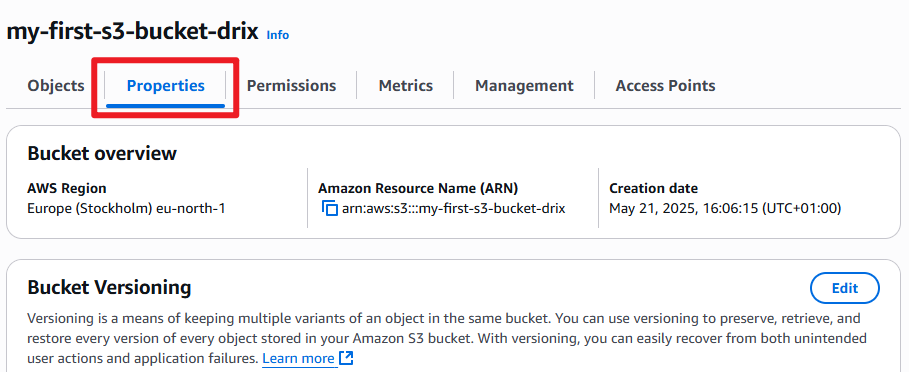 my-first-s3-bucket-drix Info
Objects Properties Permissions Metrics Management Access Points
Bucket overview
AWS Region Amazon Resource Name (ARN) Creation date
Europe (Stockholm) eu-north-1 arn:aws:s3:::my-first-s3-bucket-drix May 21, 2025, 16:06:15 (UTC+01:00)
Bucket Versioning Edit
Versioning is a means of keeping multiple variants of an object in the same bucket. You can use versioning to preserve, retrieve, and
restore every version of every object stored in your Amazon S3 bucket. With versioning, you can easily recover from both unintended
user actions and application failures. Learn more